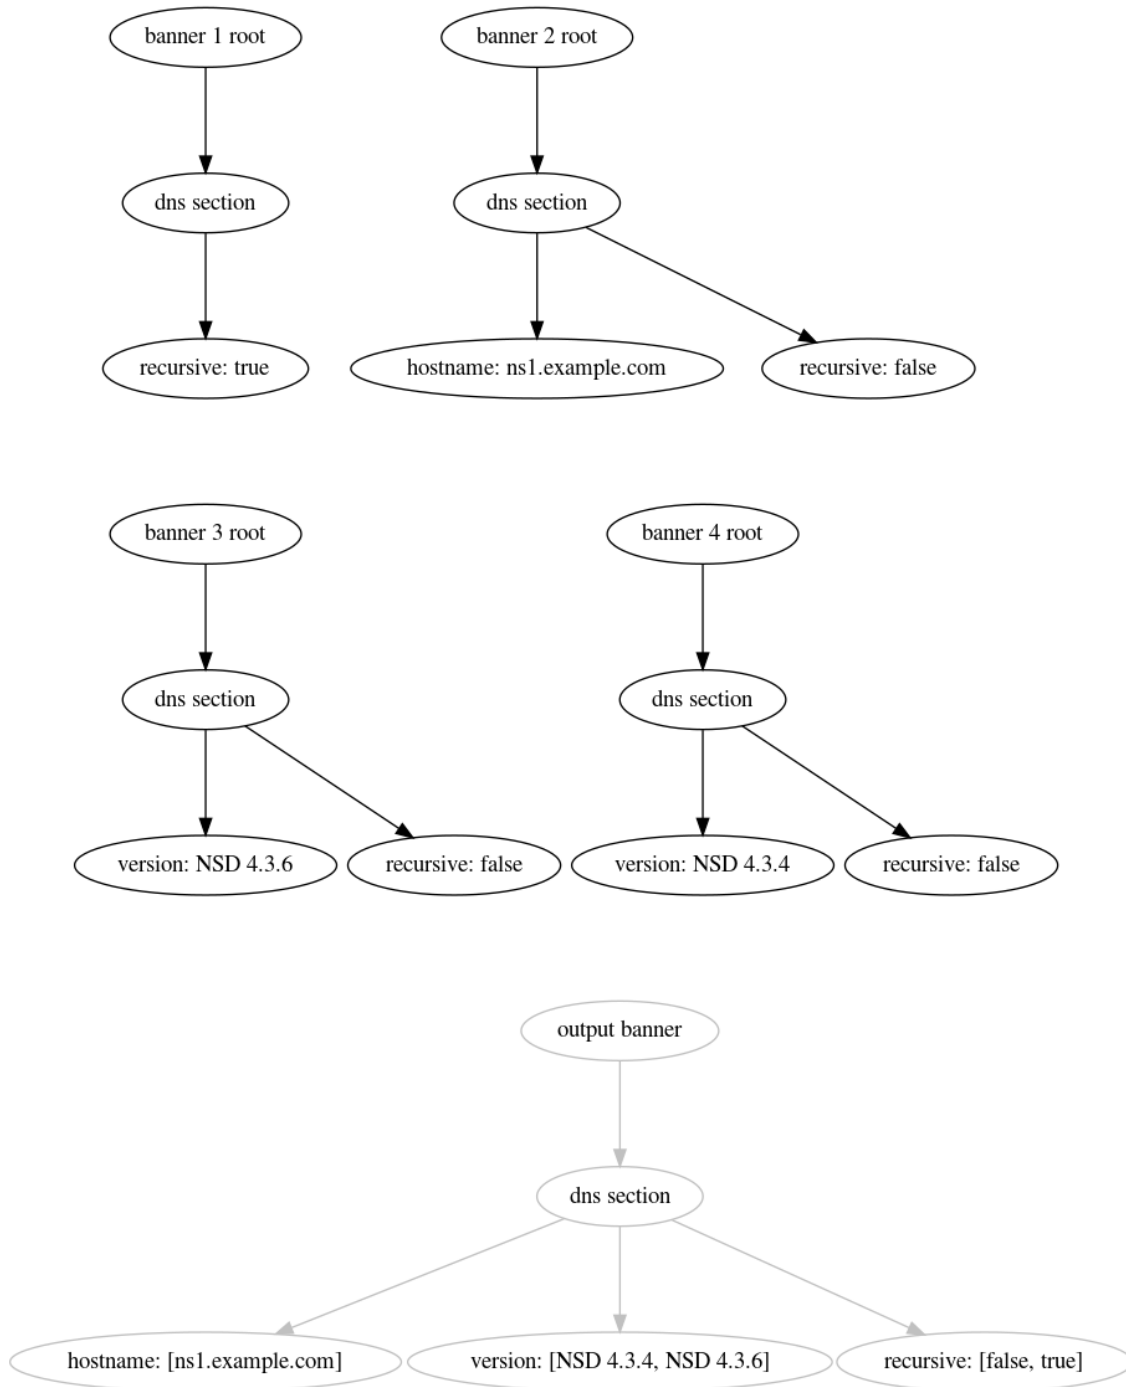 banner 1 root
banner 2 root
dns section
dns section
recursive: true
hostname: ns1.example.com
recursive: false
banner 3 root
banner 4 root
dns section
dns section
version: NSD 4.3.6
recursive: false
version: NSD 4.3.4
recursive: false
output banner
dns section
hostname: [ns1.example.com]
version: [NSD 4.3.4, NSD 4.3.6]
recursive: [false, true]